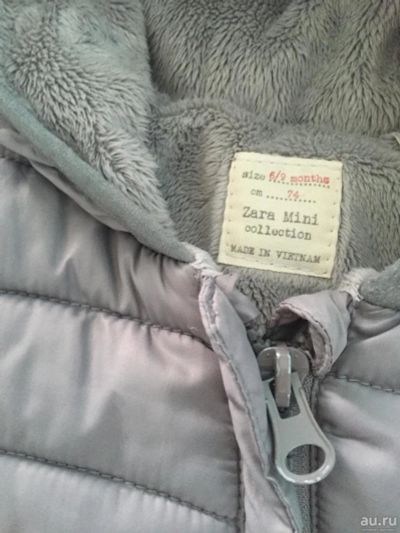 size 6/9 months
cm 74
Zara Mini
collection
MADE IN VIETNAM
au.ru